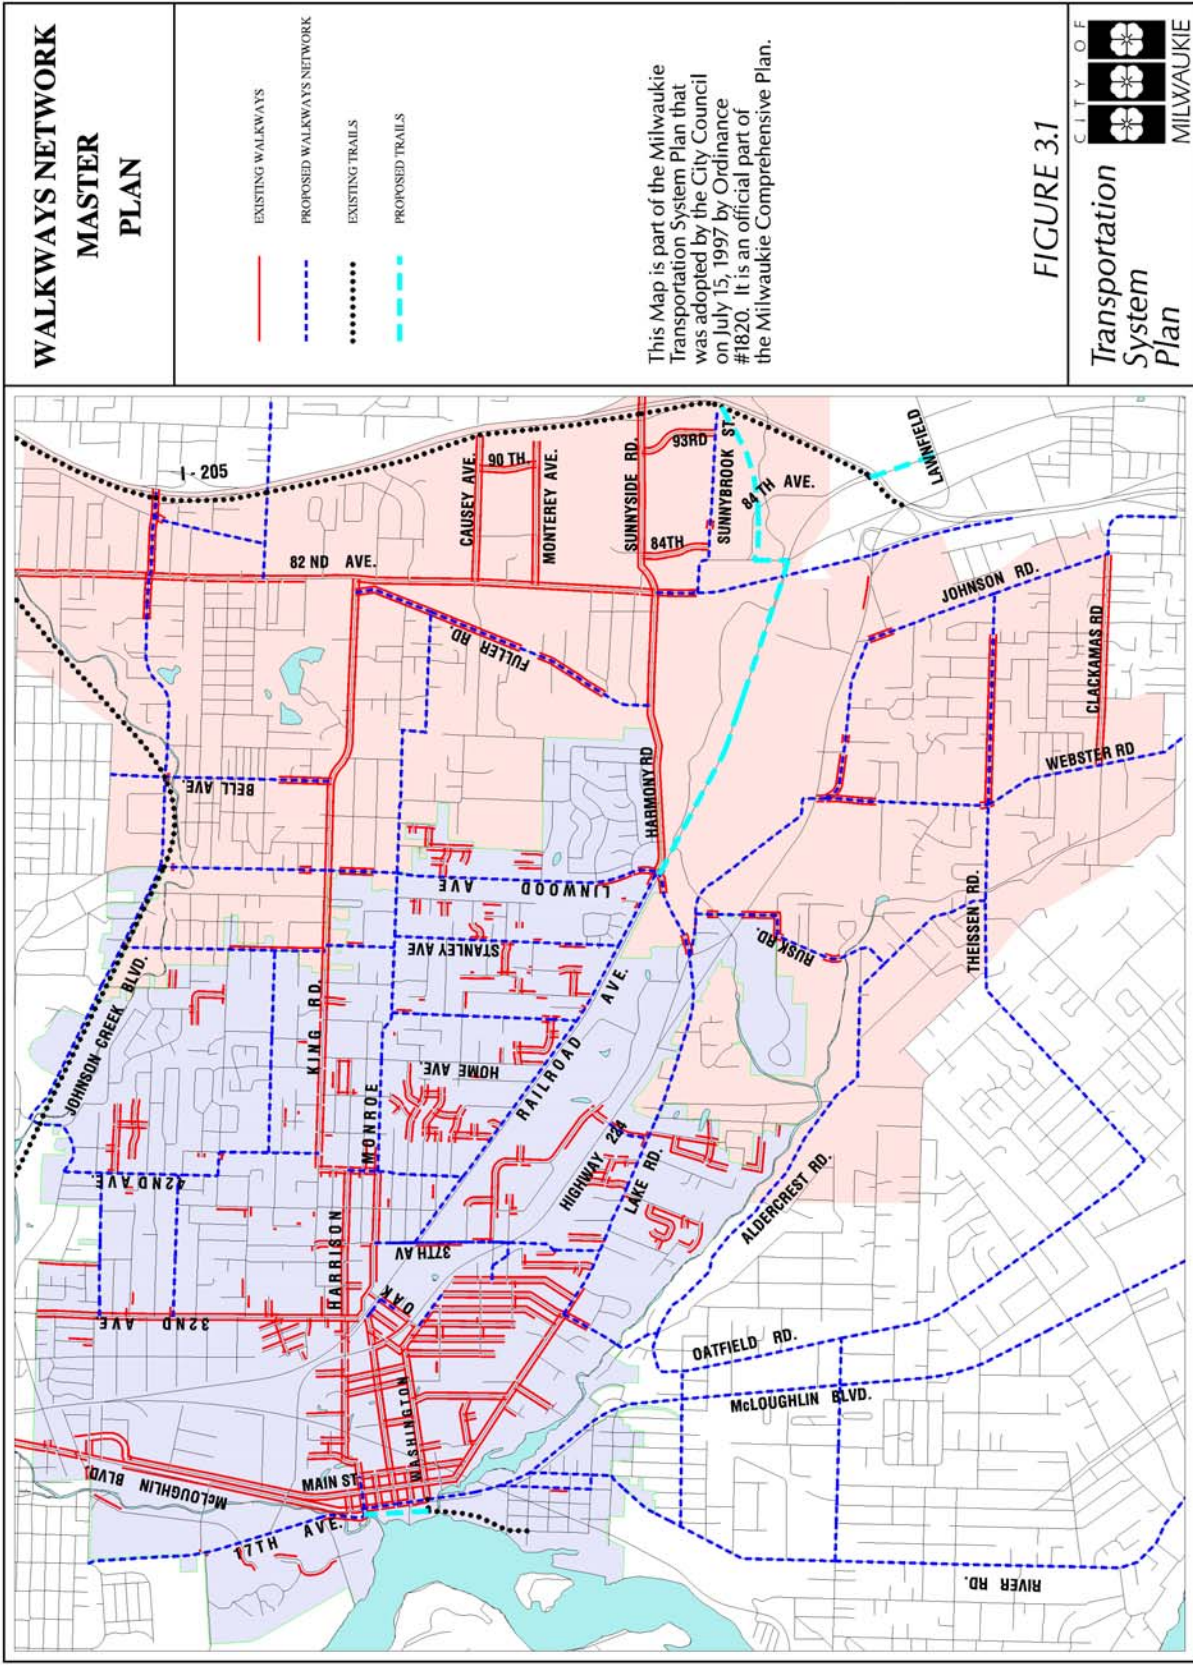 WALKWAYS NETWORK
MASTER
PLAN
EXISTING WALKWAYS
PROPOSED WALKWAYS NETWORK
EXISTING TRAILS
PROPOSED TRAILS
This Map is part of the Milwaukie
Transportation System Plan that
was adopted by the City Council
on July 15, 1997 by Ordinance
#1820. It is an official part of
the Milwaukie Comprehensive Plan.
FIGURE 3.1
Transportation
System
Plan
CITY OF
MILWAUKIE
I - 205
82 ND AVE.
CAUSEY AVE.
90 TH.
MONTEREY AVE.
SUNNYSIDE RD.
93RD
84TH
SUNNYBROOK ST.
84 TH AVE.
LAWNFIELD
FULLER RD.
JOHNSON RD.
CLACKAMAS RD
WEBSTER RD
BELL AVE.
HARMONY RD
LINWOOD AVE
STANLEY AVE
RUSK RD.
THEISSEN RD.
JOHNSON CREEK BLVD.
KING RD.
HOME AVE.
RAILROAD AVE.
MONROE
42ND AVE.
HIGHWAY 224
LAKE RD.
ALDERCREST RD.
HARRISON
37TH AV
32ND AVE
OAK
OATFIELD RD.
McLOUGHLIN BLVD.
WASHINGTON
MAIN ST.
McLOUGHLIN BLVD.
17TH AVE.
RIVER RD.